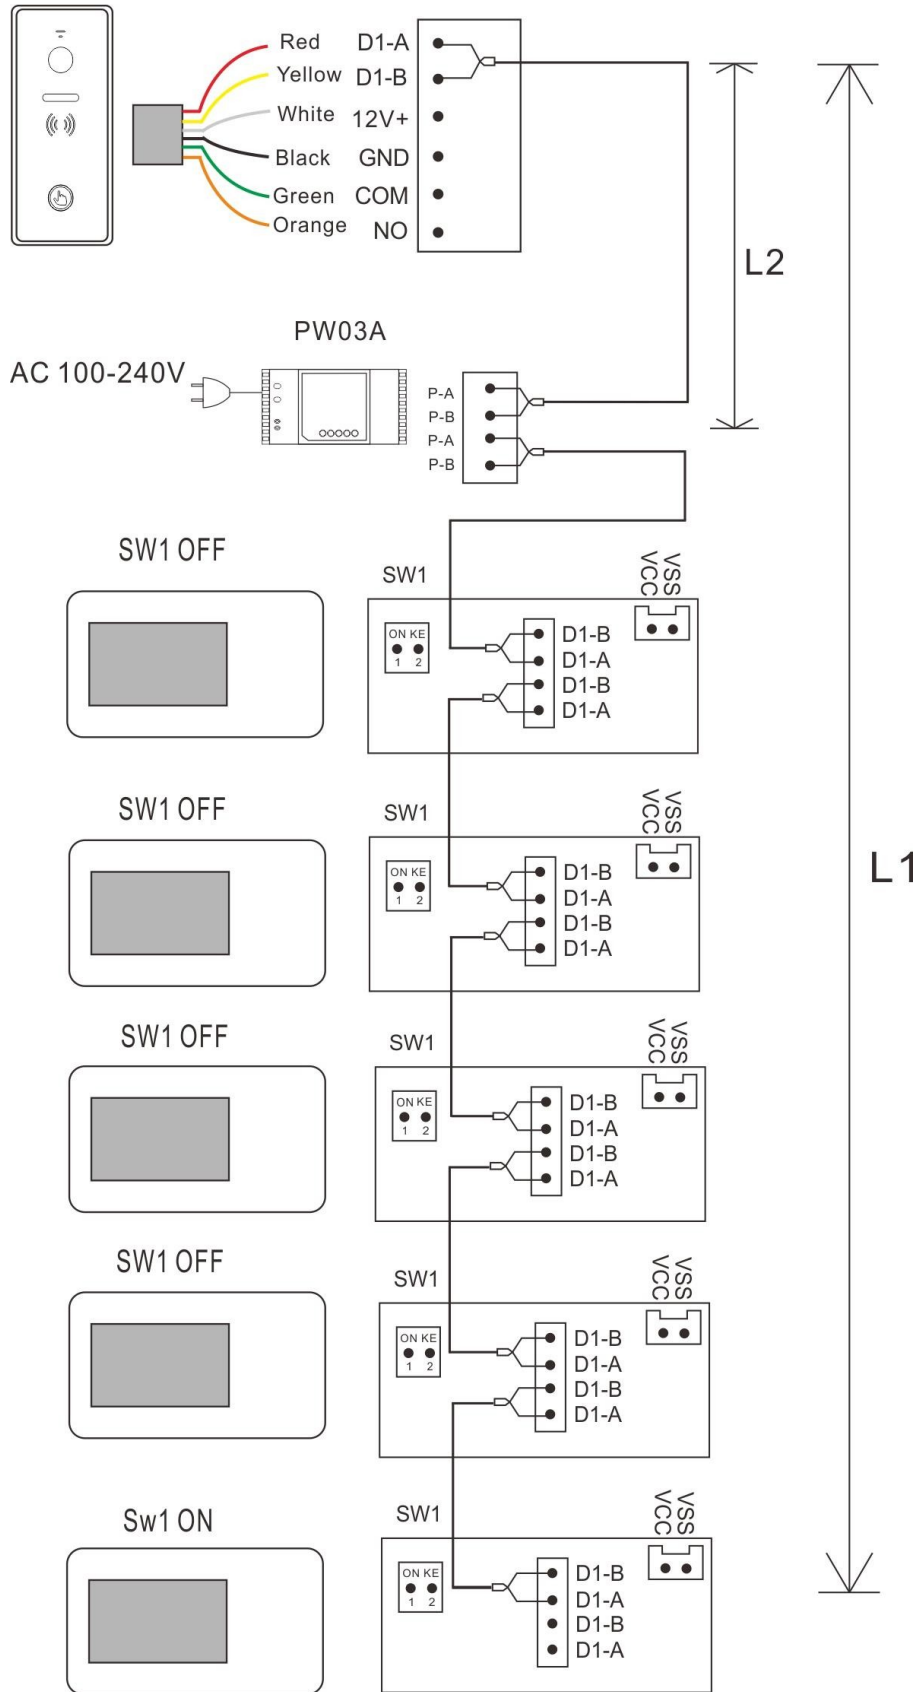 Red D1-A
Yellow D1-B
White 12V+
Black GND
Green COM
Orange NO
L2
PW03A
AC 100-240V
P-A
P-B
P-A
P-B
SW1 OFF
SW1
VCC
VSS
ON KE
1 2
D1-B
D1-A
D1-B
D1-A
SW1 OFF
SW1
VCC
VSS
ON KE
1 2
D1-B
D1-A
D1-B
D1-A
L1
SW1 OFF
SW1
VCC
VSS
ON KE
1 2
D1-B
D1-A
D1-B
D1-A
SW1 OFF
SW1
VCC
VSS
ON KE
1 2
D1-B
D1-A
D1-B
D1-A
Sw1 ON
SW1
VCC
VSS
ON KE
1 2
D1-B
D1-A
D1-B
D1-A